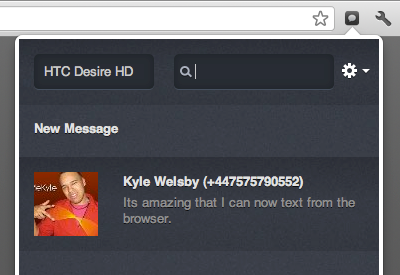 HTC Desire HD
New Message
Kyle Welsby (+447575790552)
Its amazing that I can now text from the
browser.